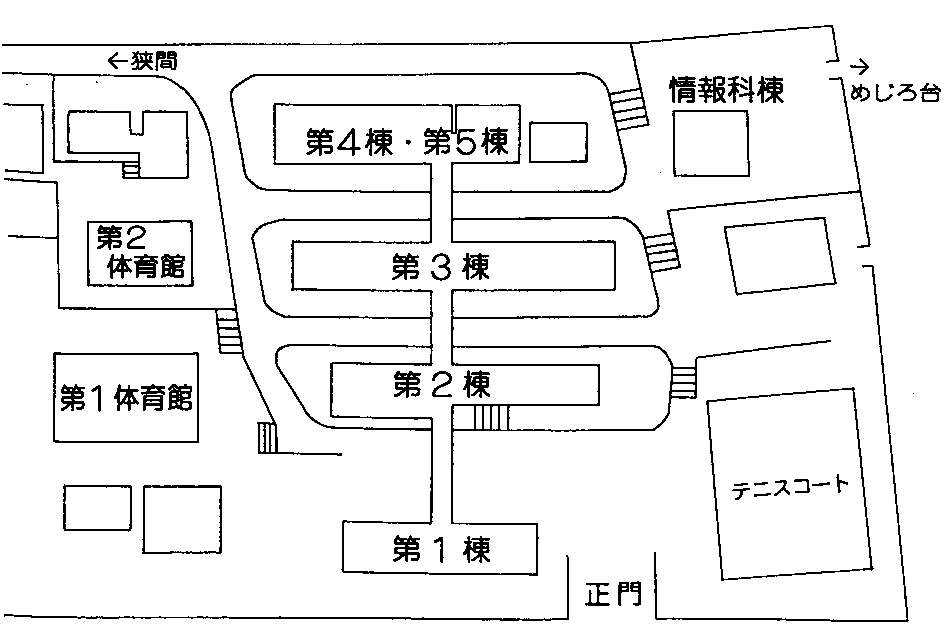 ←狭間
→
めじろ台
情報科棟
第4棟・第5棟
第2
体育館
第3棟
第1体育館
第2棟
テニスコート
第1棟
正門